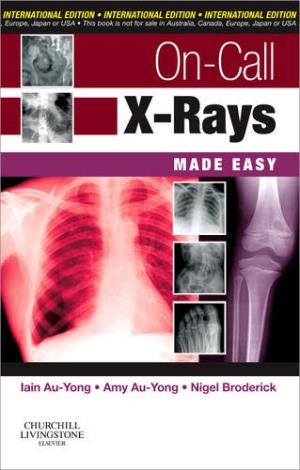 INTERNATIONAL EDITION • INTERNATIONAL EDITION • INTERNATIONAL EDITION
, Europe, Japan or USA • This book is not for sale in Australia, Canada, Europe, Japan or USA •
On-Call
X-Rays
MADE EASY
Iain Au-Yong • Amy Au-Yong • Nigel Broderick
CHURCHILL
LIVINGSTONE
ELSEVIER